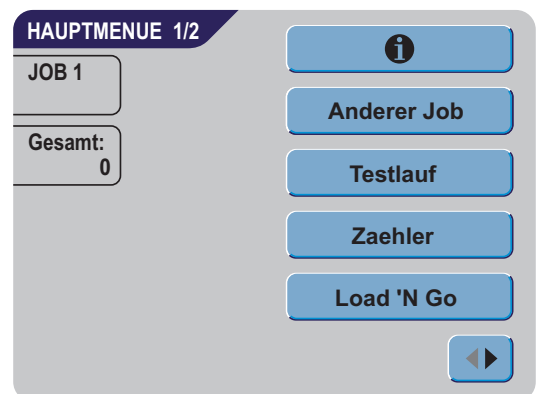 HAUPTMENUE 1/2
JOB 1
Gesamt:
0
Anderer Job
Testlauf
Zaehler
Load 'N Go